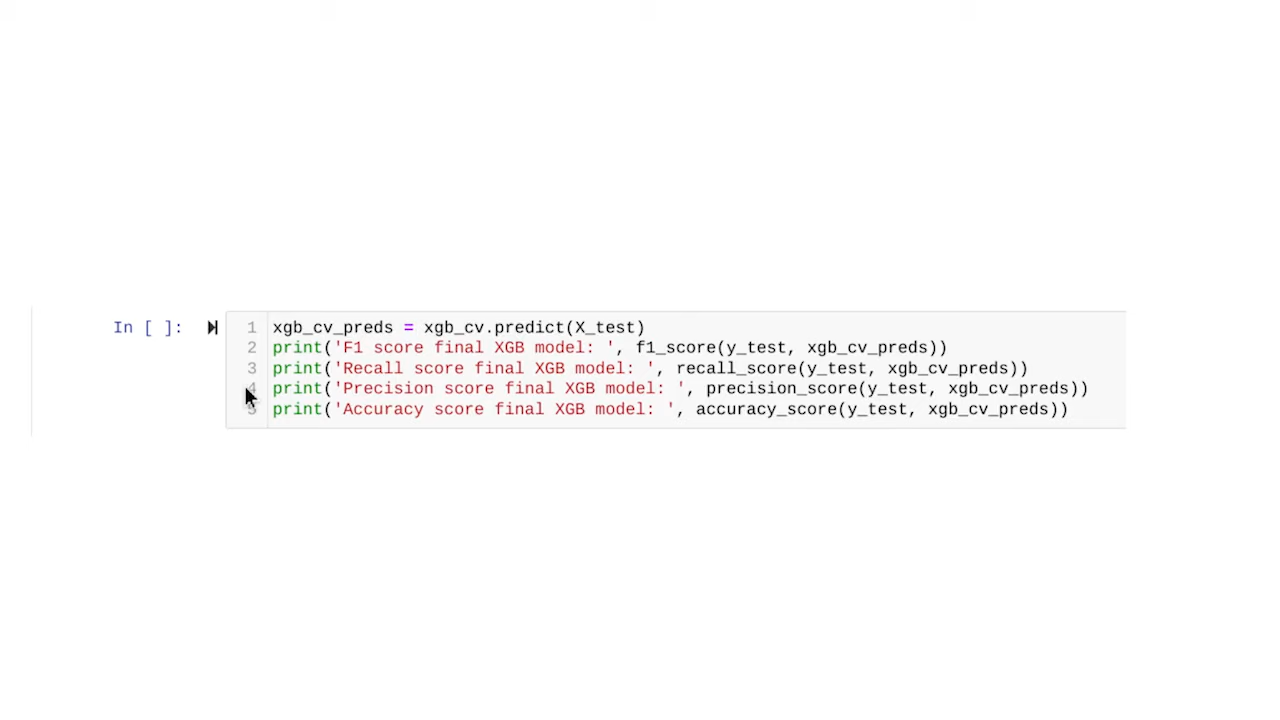 In [ ]:
1 xgb_cv_preds = xgb_cv.predict(X_test)
2 print('F1 score final XGB model: ', f1_score(y_test, xgb_cv_preds))
3 print('Recall score final XGB model: ', recall_score(y_test, xgb_cv_preds))
4 print('Precision score final XGB model: ', precision_score(y_test, xgb_cv_preds))
5 print('Accuracy score final XGB model: ', accuracy_score(y_test, xgb_cv_preds))